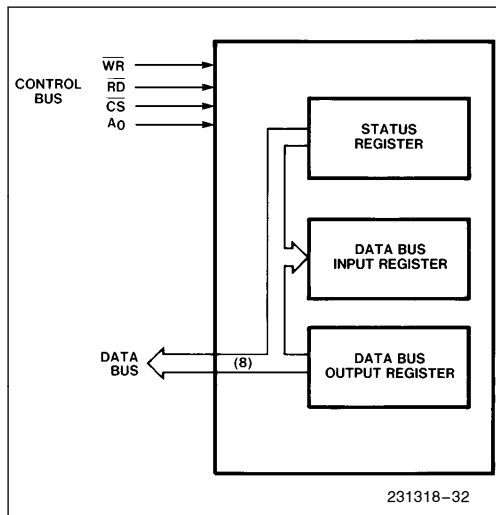 WR
RD
CONTROL
BUS
CS
A0
STATUS
REGISTER
DATA BUS
INPUT REGISTER
DATA
BUS
(8)
DATA BUS
OUTPUT REGISTER
231318–32